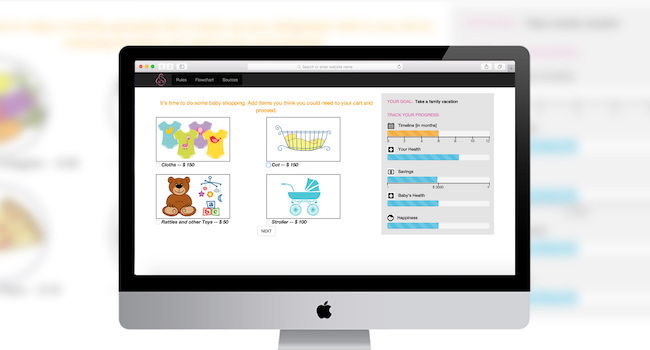 Search or enter website name
Rules Flowchart Sources
It's time to do some baby shopping. Add items you think you could need to your cart and
proceed.
Cloths -- $ 150
Cot -- $ 150
Rattles and other Toys -- $ 50
Stroller -- $ 100
NEXT
YOUR GOAL: Take a family vacation
TRACK YOUR PROGRESS:
Timeline [in months]
0 2 4 6 8 10 12
Your Health
Savings
Baby's Health
Happiness